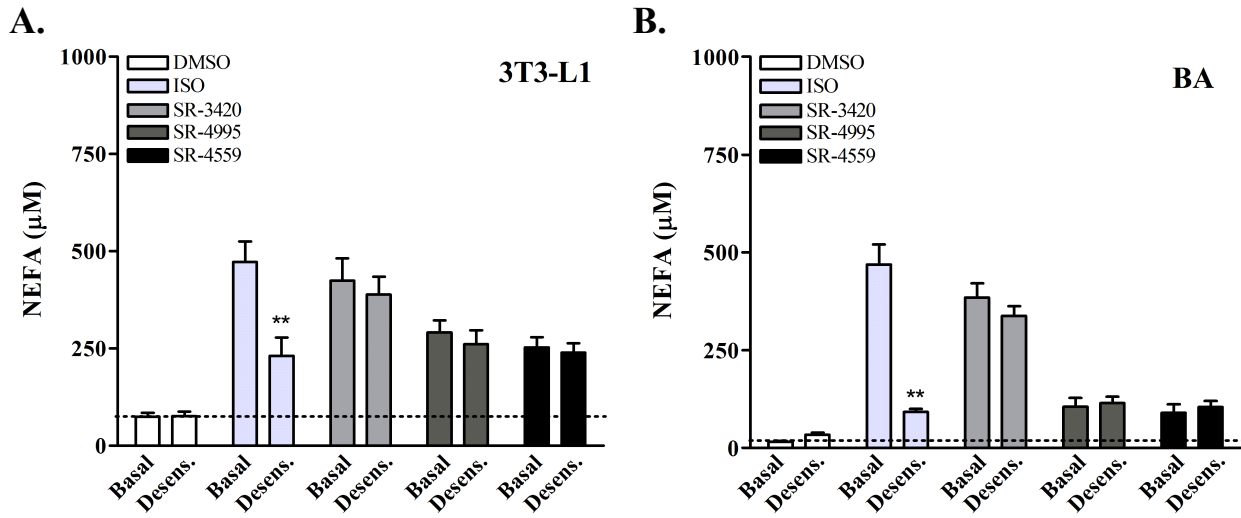 A.
1000
750
500
250
0
NEFA (μM)
DMSO
ISO
SR-3420
SR-4995
SR-4559
3T3-L1
**
Basal
Desens.
Basal
Desens.
Basal
Desens.
Basal
Desens.
Basal
Desens.
B.
1000
750
500
250
0
NEFA (μM)
DMSO
ISO
SR-3420
SR-4995
SR-4559
BA
**
Basal
Desens.
Basal
Desens.
Basal
Desens.
Basal
Desens.
Basal
Desens.